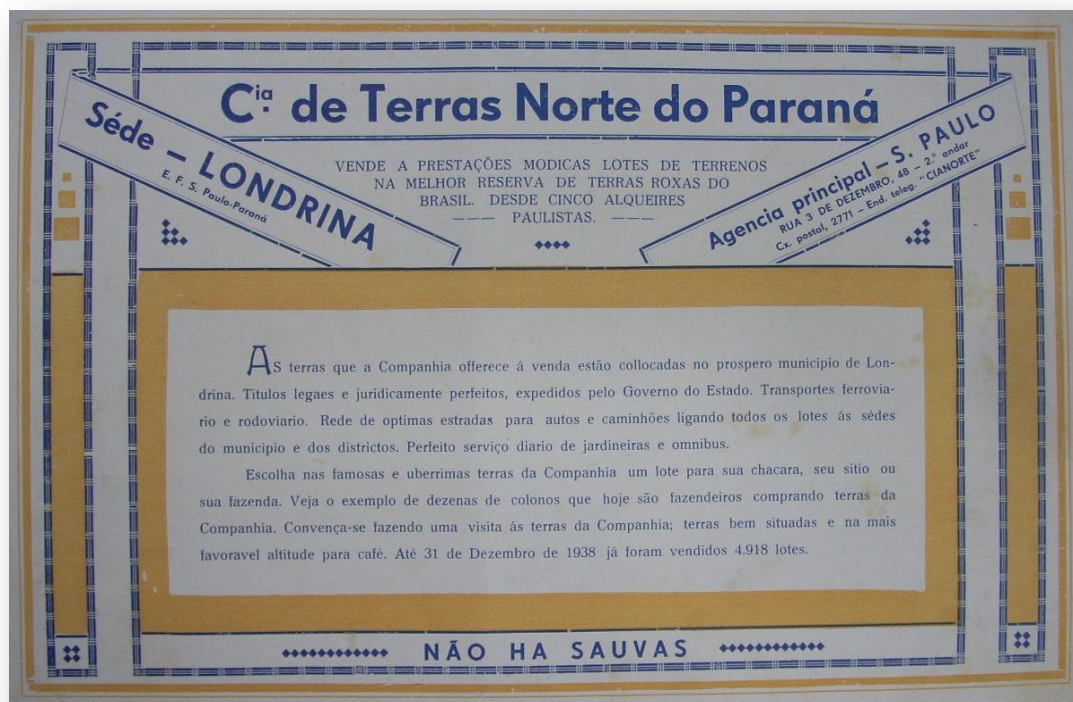 Cia. de Terras Norte do Paraná
Séde – LONDRINA
E. F. S. Paulo-Paraná
VENDE A PRESTAÇÕES MODICAS LOTES DE TERRENOS
NA MELHOR RESERVA DE TERRAS ROXAS DO
BRASIL. DESDE CINCO ALQUEIRES
——— PAULISTAS. ———
Agencia principal – S. PAULO
RUA 3 DE DEZEMBRO, 48 – 2.º andar
Cx. postal, 2771 – End. teleg. "CIANORTE"
AS terras que a Companhia offerece á venda estão collocadas no prospero municipio de Lon-
drina. Titulos legaes e juridicamente perfeitos, expedidos pelo Governo do Estado. Transportes ferrovia-
rio e rodoviario. Rede de optimas estradas para autos e caminhões ligando todos os lotes ás sédes
do municipio e dos districtos. Perfeito serviço diario de jardineiras e omnibus.
Escolha nas famosas e uberrimas terras da Companhia um lote para sua chacara, seu sitio ou
sua fazenda. Veja o exemplo de dezenas de colonos que hoje são fazendeiros comprando terras da
Companhia. Convença-se fazendo uma visita ás terras da Companhia; terras bem situadas e na mais
favoravel altitude para café. Até 31 de Dezembro de 1938 já foram vendidos 4.918 lotes.
NÃO HA SAUVAS